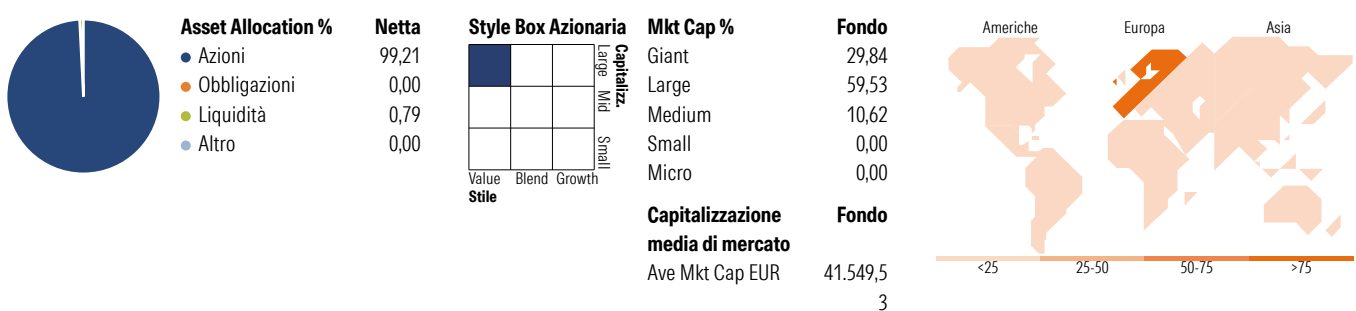 Asset Allocation % Netta
Azioni 99,21
Obbligazioni 0,00
Liquidità 0,79
Altro 0,00
Style Box Azionaria
Capitalizz.
Large Mid Small
Value Blend Growth
Stile
Mkt Cap % Fondo
Giant 29,84
Large 59,53
Medium 10,62
Small 0,00
Micro 0,00
Capitalizzazione Fondo
media di mercato
Ave Mkt Cap EUR 41.549,5
3
Americhe Europa Asia
<25 25-50 50-75 >75